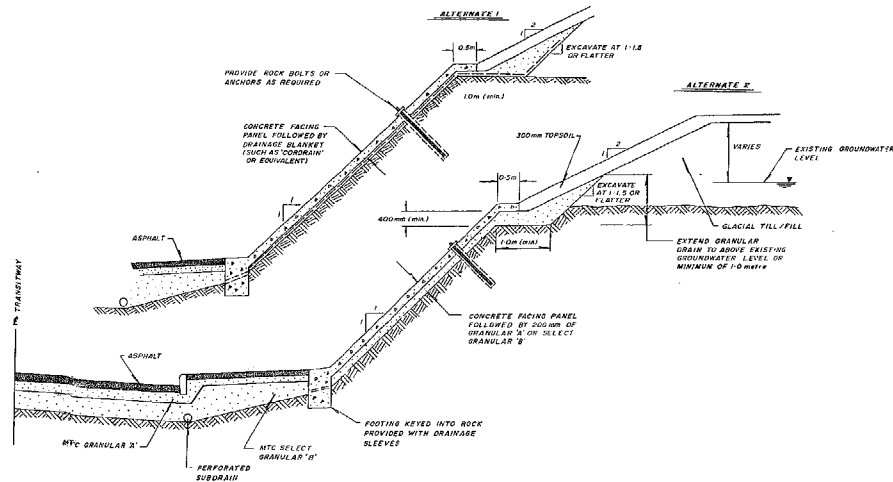 ALTERNATE I
1
2
0.5m
EXCAVATE AT 1-1.5
OR FLATTER
PROVIDE ROCK BOLTS OR
ANCHORS AS REQUIRED
1.0m (min.)
ALTERNATE II
CONCRETE FACING
PANEL FOLLOWED BY
DRAINAGE BLANKET
(SUCH AS 'CORDRAIN'
OR EQUIVALENT)
300mm TOPSOIL
1
2
VARIES
EXISTING GROUNDWATER
LEVEL
0.5m
EXCAVATE
AT 1-1.5 OR
FLATTER
1
1
400mm (min.)
GLACIAL TILL/FILL
ASPHALT
1.0m (min)
EXTEND GRANULAR
DRAIN TO ABOVE EXISTING
GROUNDWATER LEVEL OR
MINIMUM OF 1.0 metre
TRANSITWAY
1
1
CONCRETE FACING PANEL
FOLLOWED BY 200mm OF
GRANULAR 'A' OR SELECT
GRANULAR 'B'
ASPHALT
FOOTING KEYED INTO ROCK
PROVIDED WITH DRAINAGE
SLEEVES
MTC GRANULAR 'A'
MTC SELECT
GRANULAR 'B'
PERFORATED
SUBDRAIN